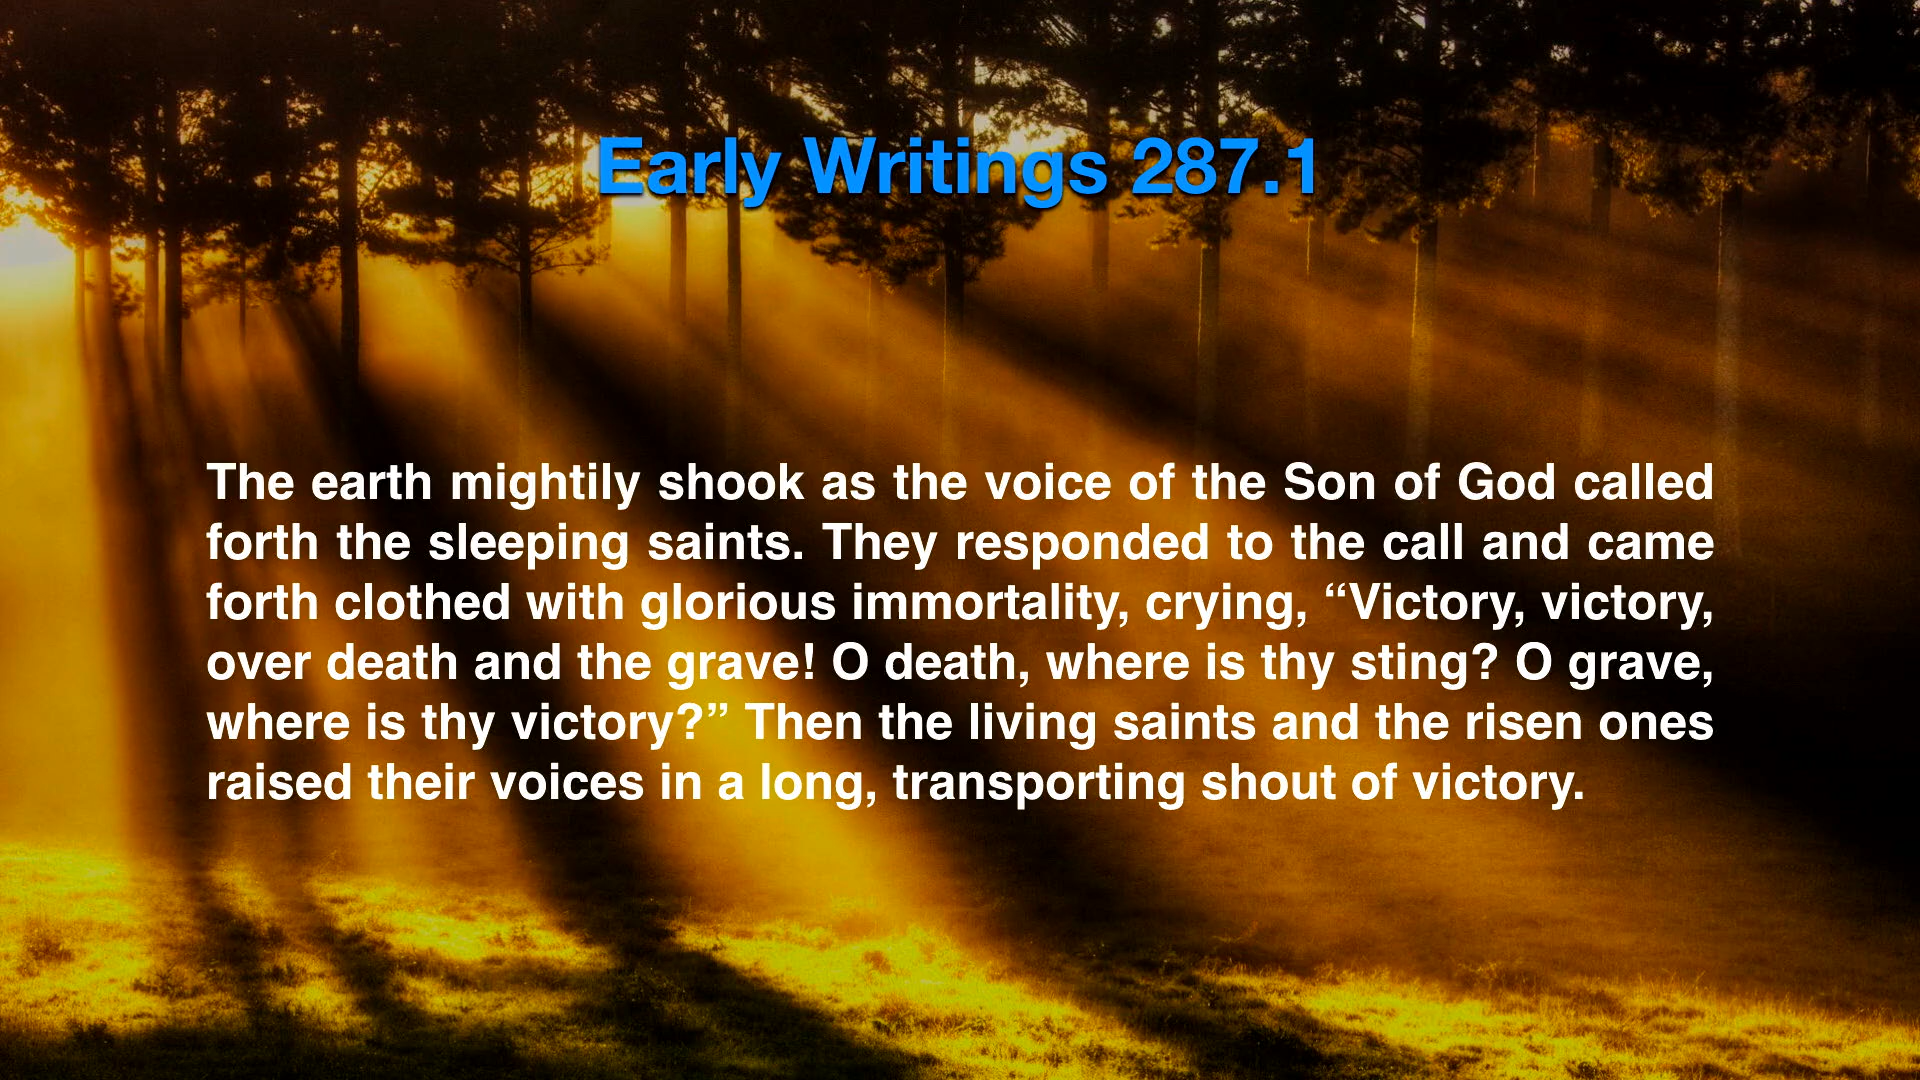 Early Writings 287.1
The earth mightily shook as the voice of the Son of God called
forth the sleeping saints. They responded to the call and came
forth clothed with glorious immortality, crying, “Victory, victory,
over death and the grave! O death, where is thy sting? O grave,
where is thy victory?” Then the living saints and the risen ones
raised their voices in a long, transporting shout of victory.